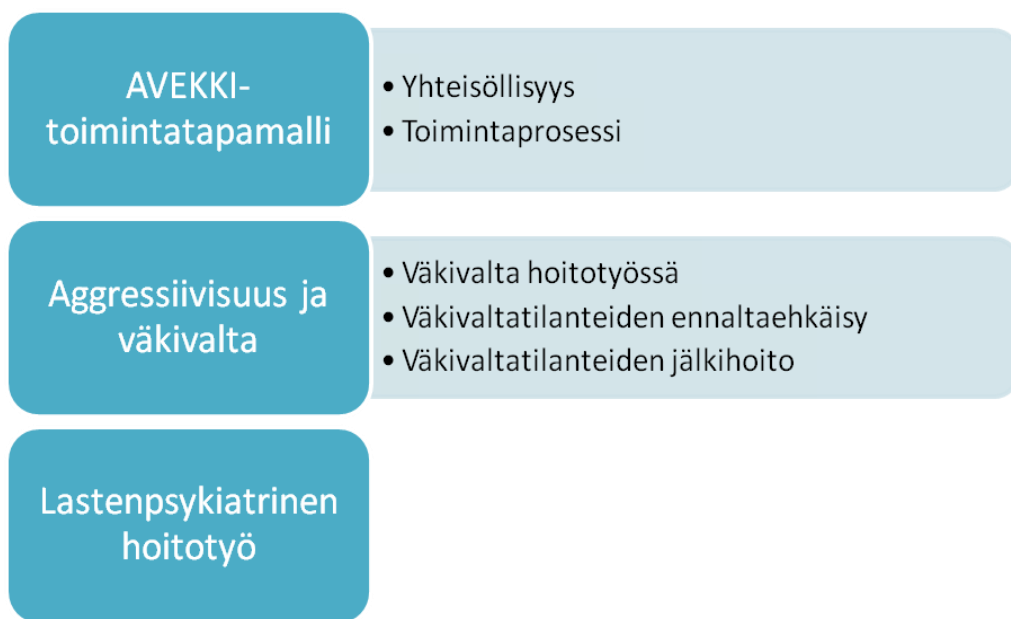 AVEKKI-
toimintatapamalli
• Yhteisöllisyys
• Toimintaprosessi
Aggressiivisuus ja
väkivalta
• Väkivalta hoitotyössä
• Väkivaltatilanteiden ennaltaehkäisy
• Väkivaltatilanteiden jälkihoito
Lastenpsykiatrinen
hoitotyö